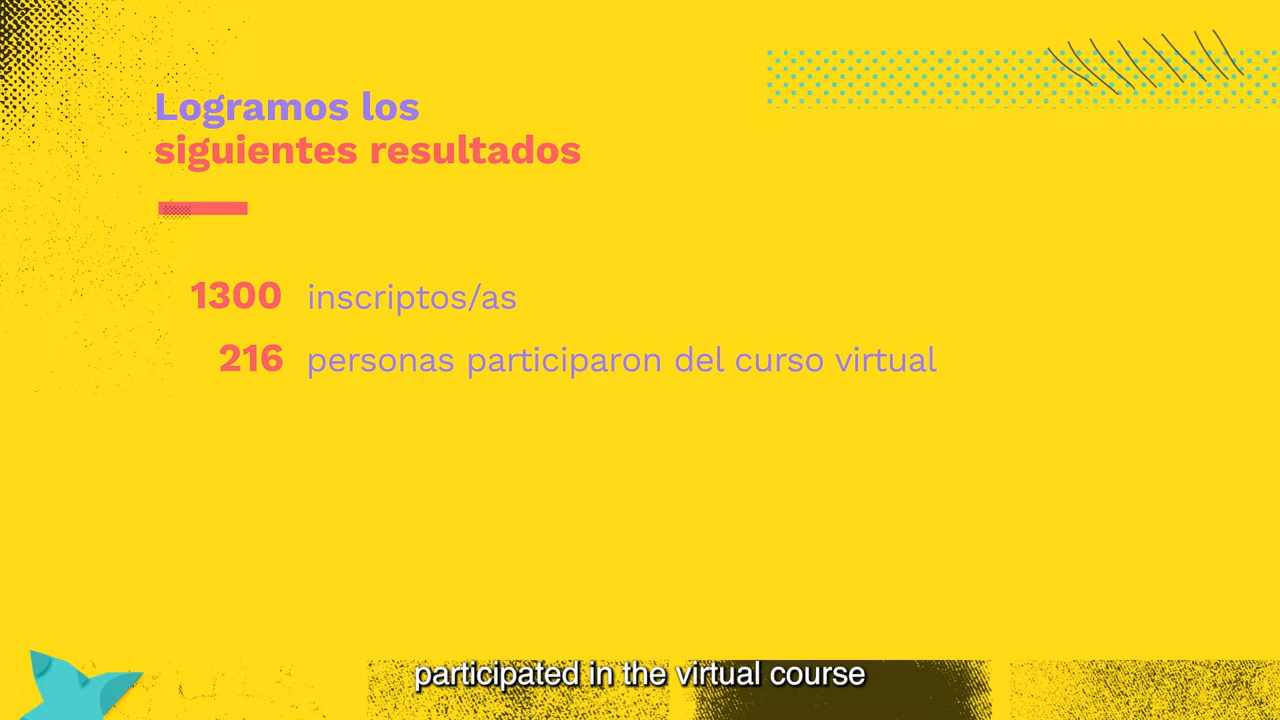 Logramos los
siguientes resultados
1300 inscriptos/as
216 personas participaron del curso virtual
participated in the virtual course